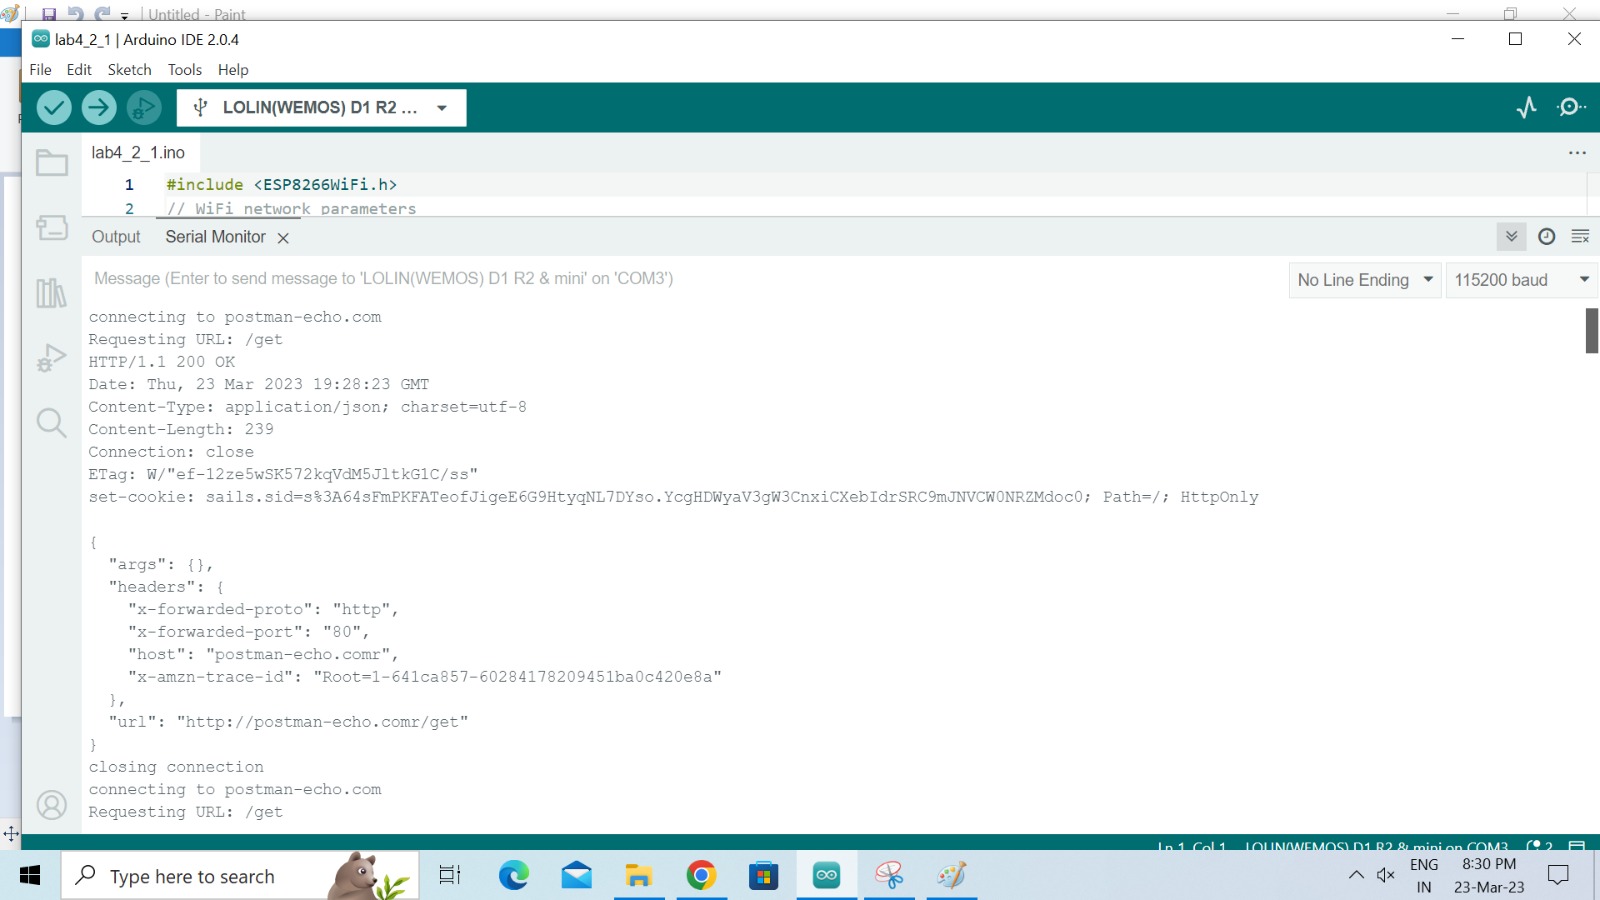 Untitled - Paint
lab4_2_1 | Arduino IDE 2.0.4
File Edit Sketch Tools Help
LOLIN(WEMOS) D1 R2 ...
lab4_2_1.ino
1 #include <ESP8266WiFi.h>
2 // WiFi network parameters
Output Serial Monitor
Message (Enter to send message to 'LOLIN(WEMOS) D1 R2 & mini' on 'COM3')
No Line Ending 115200 baud
connecting to postman-echo.com
Requesting URL: /get
HTTP/1.1 200 OK
Date: Thu, 23 Mar 2023 19:28:23 GMT
Content-Type: application/json; charset=utf-8
Content-Length: 239
Connection: close
ETag: W/"ef-12ze5wSK572kqVdM5JltkG1C/ss"
set-cookie: sails.sid=s%3A64sFmPKFATeofJigeE6G9HtyqNL7DYso.YcgHDWyaV3gW3CnxiCXebIdrSRC9mJNVCW0NRZMdoc0; Path=/; HttpOnly
{
"args": {},
"headers": {
"x-forwarded-proto": "http",
"x-forwarded-port": "80",
"host": "postman-echo.comr",
"x-amzn-trace-id": "Root=1-641ca857-60284178209451ba0c420e8a"
},
"url": "http://postman-echo.comr/get"
}
closing connection
connecting to postman-echo.com
Requesting URL: /get
Ln 1, Col 1 LOLIN(WEMOS) D1 R2 & mini on COM3 2
Type here to search
ENG
IN
8:30 PM
23-Mar-23